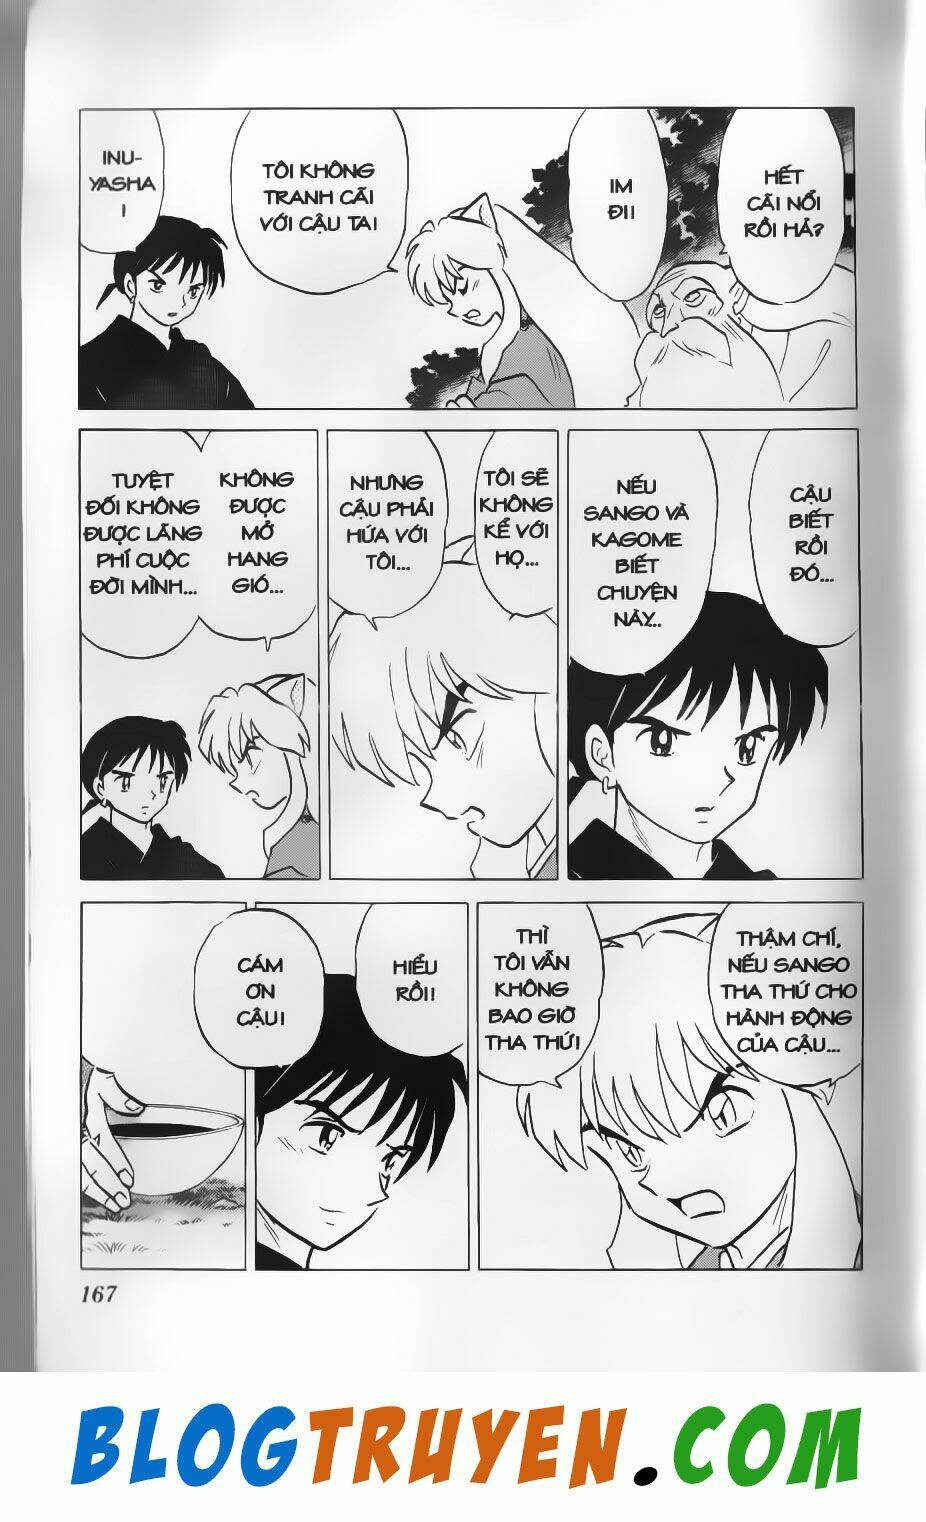 HẾT
CÃI NỔI
RỒI HẢ?
IM
ĐI!
TÔI KHÔNG
TRANH CÃI
VỚI CẬU TA!
INU-
YASHA
!
CẬU
BIẾT
RỒI
ĐÓ...
NẾU
SANGO VÀ
KAGOME
BIẾT
CHUYỆN
NÀY...
TÔI SẼ
KHÔNG
KỂ VỚI
HỌ...
NHƯNG
CẬU PHẢI
HỨA VỚI
TÔI...
KHÔNG
ĐƯỢC
MỞ
HANG
GIÓ...
TUYỆT
ĐỐI KHÔNG
ĐƯỢC LÃNG
PHÍ CUỘC
ĐỜI MÌNH...
THẬM CHÍ,
NẾU SANGO
THA THỨ CHO
HÀNH ĐỘNG
CỦA CẬU...
THÌ
TÔI VẪN
KHÔNG
BAO GIỜ
THA THỨ!
HIỂU
RỒI!
CÁM
ƠN
CẬU!
167
BLOGTRUYEN.COM